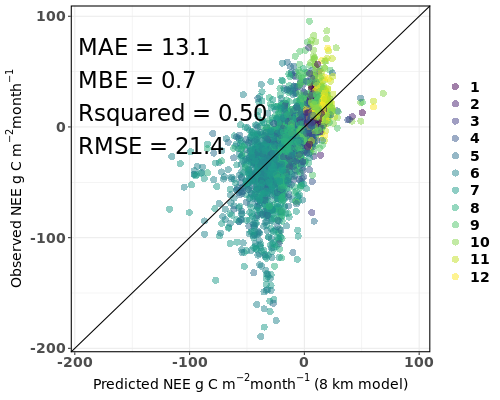 100
0
-100
-200
Observed NEE g C m⁻²month⁻¹
MAE = 13.1
MBE = 0.7
Rsquared = 0.50
RMSE = 21.4
-200 -100 0 100
Predicted NEE g C m⁻²month⁻¹ (8 km model)
1
2
3
4
5
6
7
8
9
10
11
12